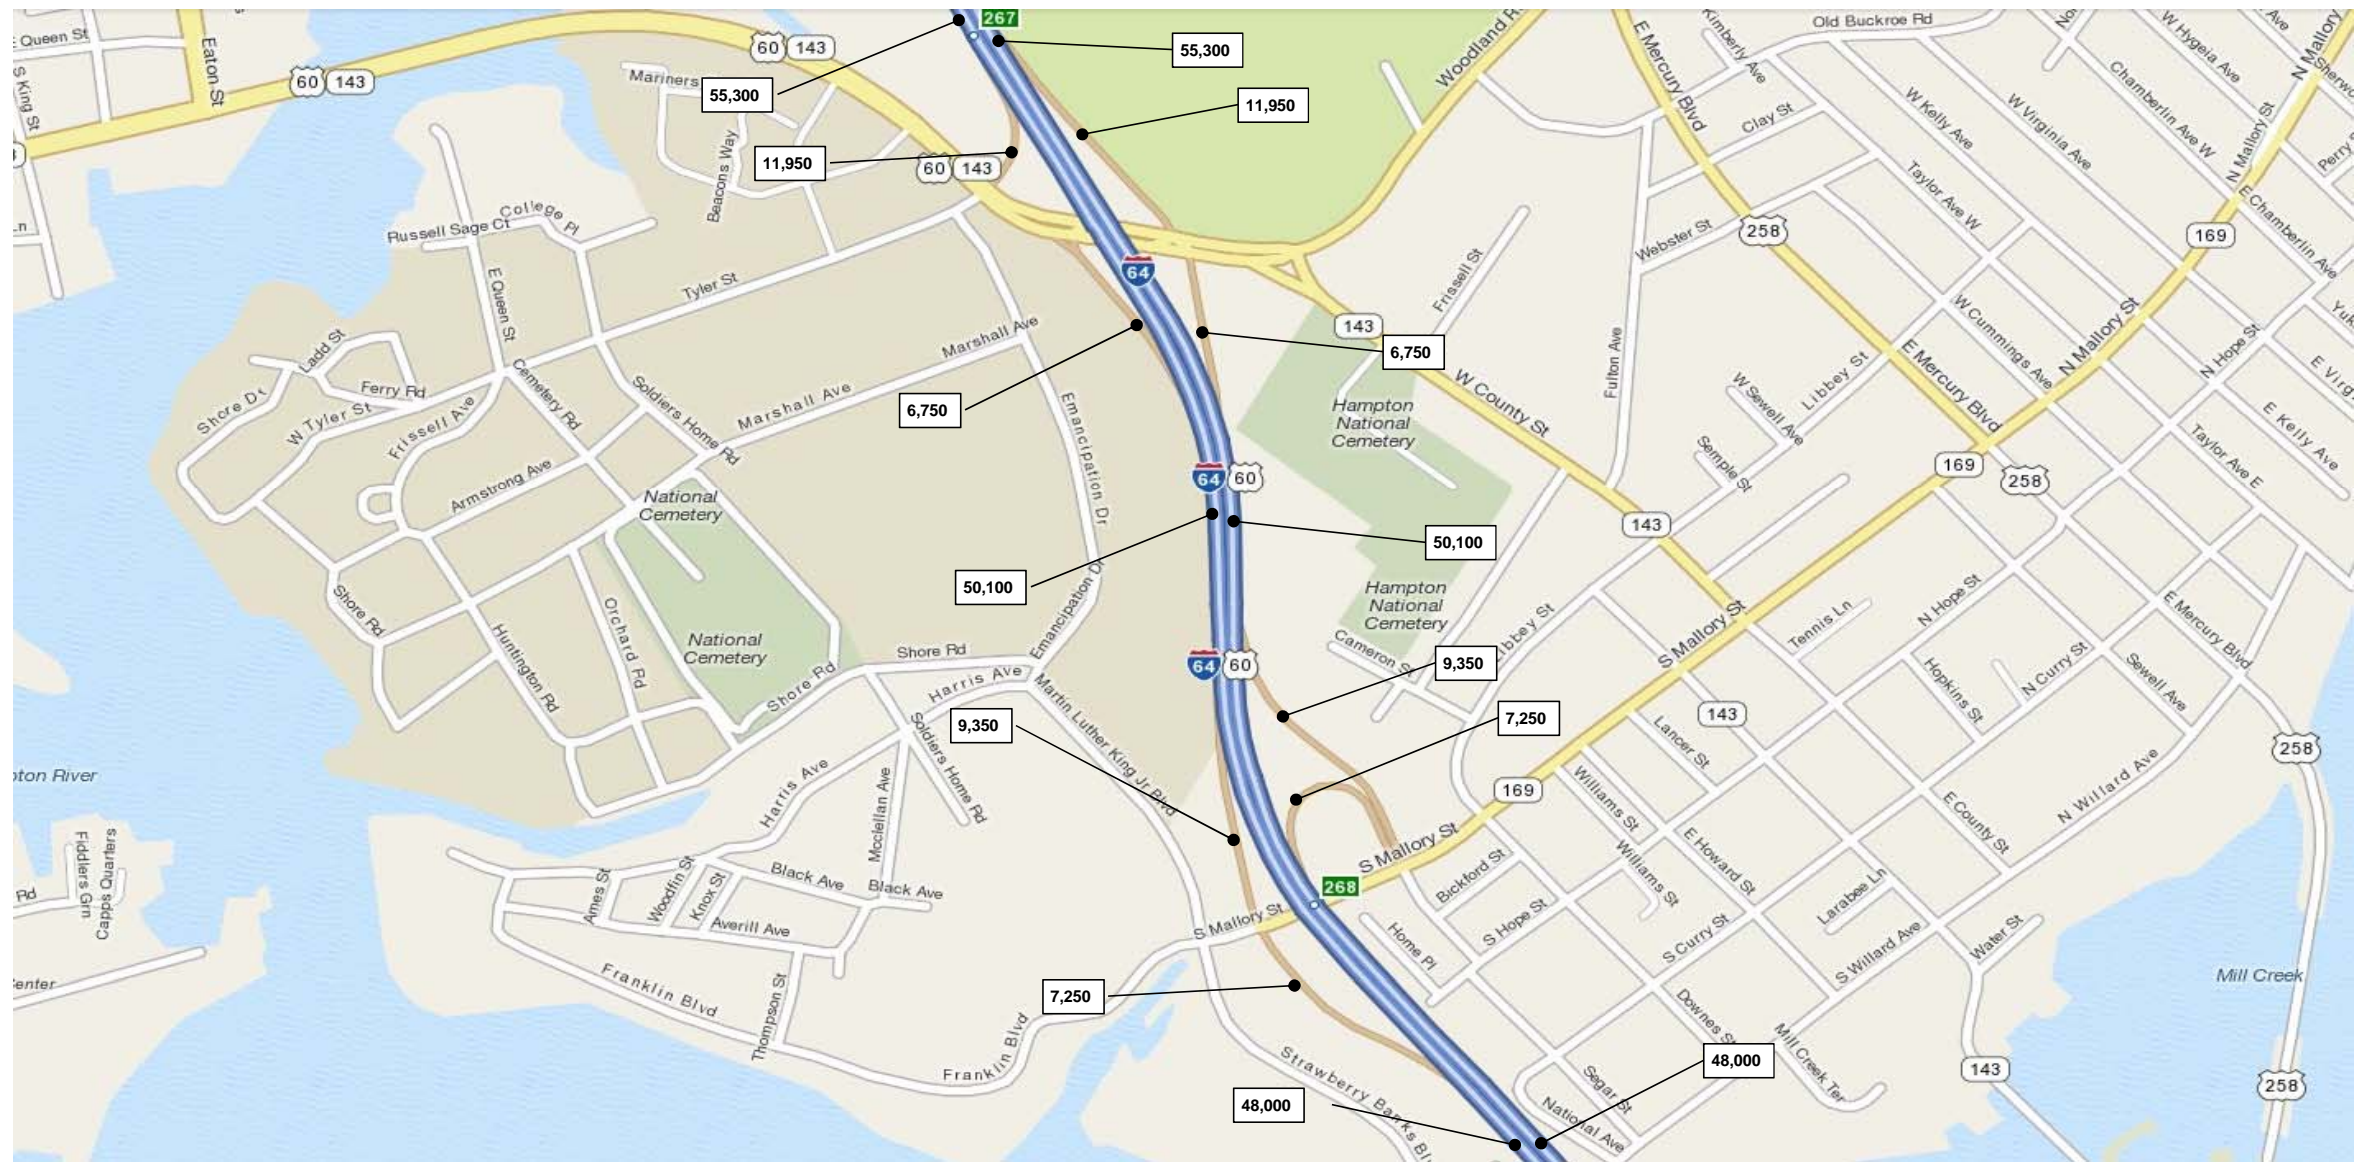 267
55,300
55,300
11,950
11,950
6,750
6,750
50,100
50,100
9,350
9,350
7,250
7,250
268
48,000
48,000
E Queen St
S King St
Eaton St
60 143
60 143
60 143
Mariners
Beacons Way
College Pl
Russell Sage Ct
E Queen St
Tyler St
Ladd St
Ferry Rd
W Tyler St
Frissell Ave
Cemetery Rd
Soldiers Home Rd
Marshall Ave
Marshall Ave
Emancipation Dr
Armstrong Ave
National
Cemetery
National
Cemetery
Shore Rd
Huntington Rd
Orchard Rd
Shore Rd
Shore Rd
Emancipation Dr
Harris Ave
Martin Luther King Jr Blvd
Soldiers Home Rd
Harris Ave
Mcclellan Ave
Ames St
Woodfin St
Knox St
Black Ave
Black Ave
Averill Ave
Franklin Blvd
Thompson St
Franklin Blvd
Fiddlers Grn
Capps Quarters
Rd
64
64 60
64 60
Woodland R
E Mercury Blvd
Kimberly Ave
Old Buckroe Rd
Clay St
Webster St
258
W Hygeia Ave
Chamberlin Ave W
W Kelly Ave
W Virginia Ave
Taylor Ave W
N Mallory
N Mallory St
E Chamberlin Ave
169
Frissell St
143
Fulton Ave
W County St
Hampton
National
Cemetery
W Cummings Ave
N Mallory St
N Hope St
E Mercury Blvd
W Sewell Ave
Libbey St
Semple St
E Kelly Ave
Taylor Ave E
169
258
143
Hampton
National
Cemetery
Cameron St
Libbey St
S Mallory St
Tennis Ln
N Hope St
Hopkins St
N Curry St
E Mercury Blvd
Sewell Ave
143
Lancer St
169
Williams St
Williams St
E Howard St
E County St
N Willard Ave
258
S Mallory St
S Mallory St
Bickford St
S Hope St
Home Pl
S Curry St
Larabee Ln
S Willard Ave
Water St
Downes St
Mill Creek Ter
Segar St
National Ave
Strawberry Banks Bl
143
Mill Creek
258